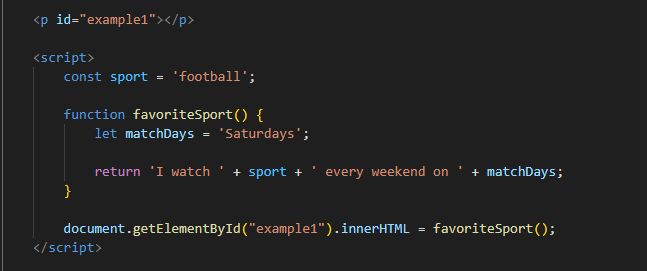 <p id="example1"></p>
<script>
const sport = 'football';
function favoriteSport() {
let matchDays = 'Saturdays';
return 'I watch ' + sport + ' every weekend on ' + matchDays;
}
document.getElementById("example1").innerHTML = favoriteSport();
</script>